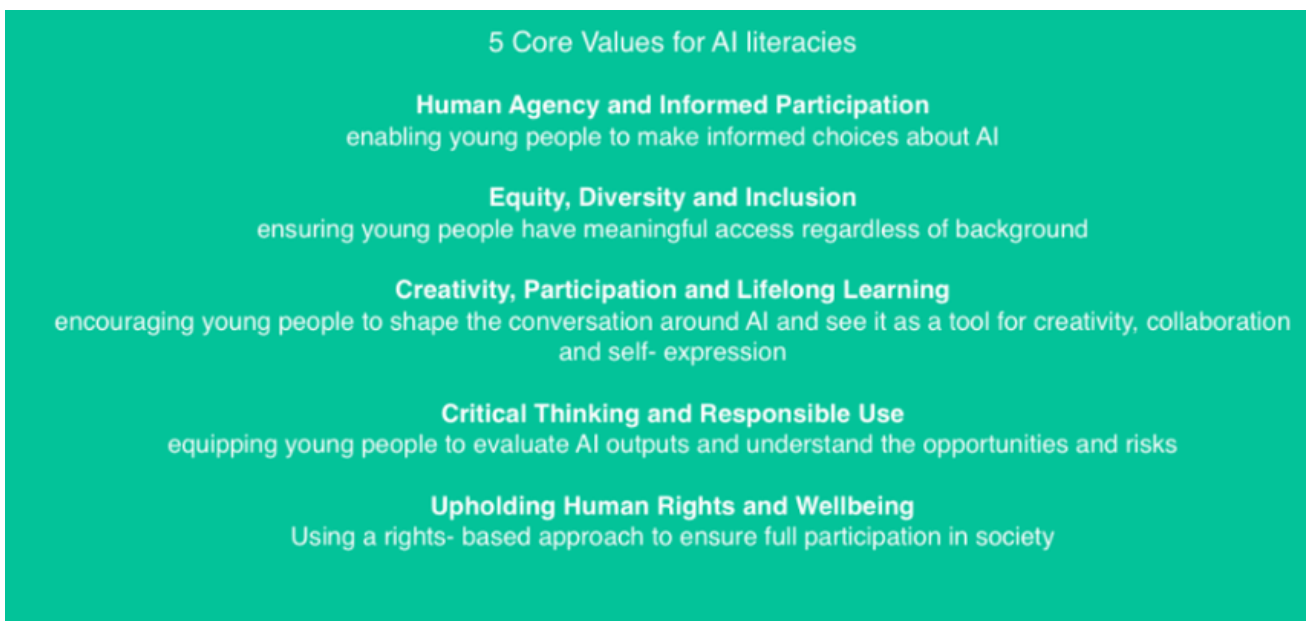 5 Core Values for AI literacies
Human Agency and Informed Participation
enabling young people to make informed choices about AI
Equity, Diversity and Inclusion
ensuring young people have meaningful access regardless of background
Creativity, Participation and Lifelong Learning
encouraging young people to shape the conversation around AI and see it as a tool for creativity, collaboration
and self- expression
Critical Thinking and Responsible Use
equipping young people to evaluate AI outputs and understand the opportunities and risks
Upholding Human Rights and Wellbeing
Using a rights- based approach to ensure full participation in society